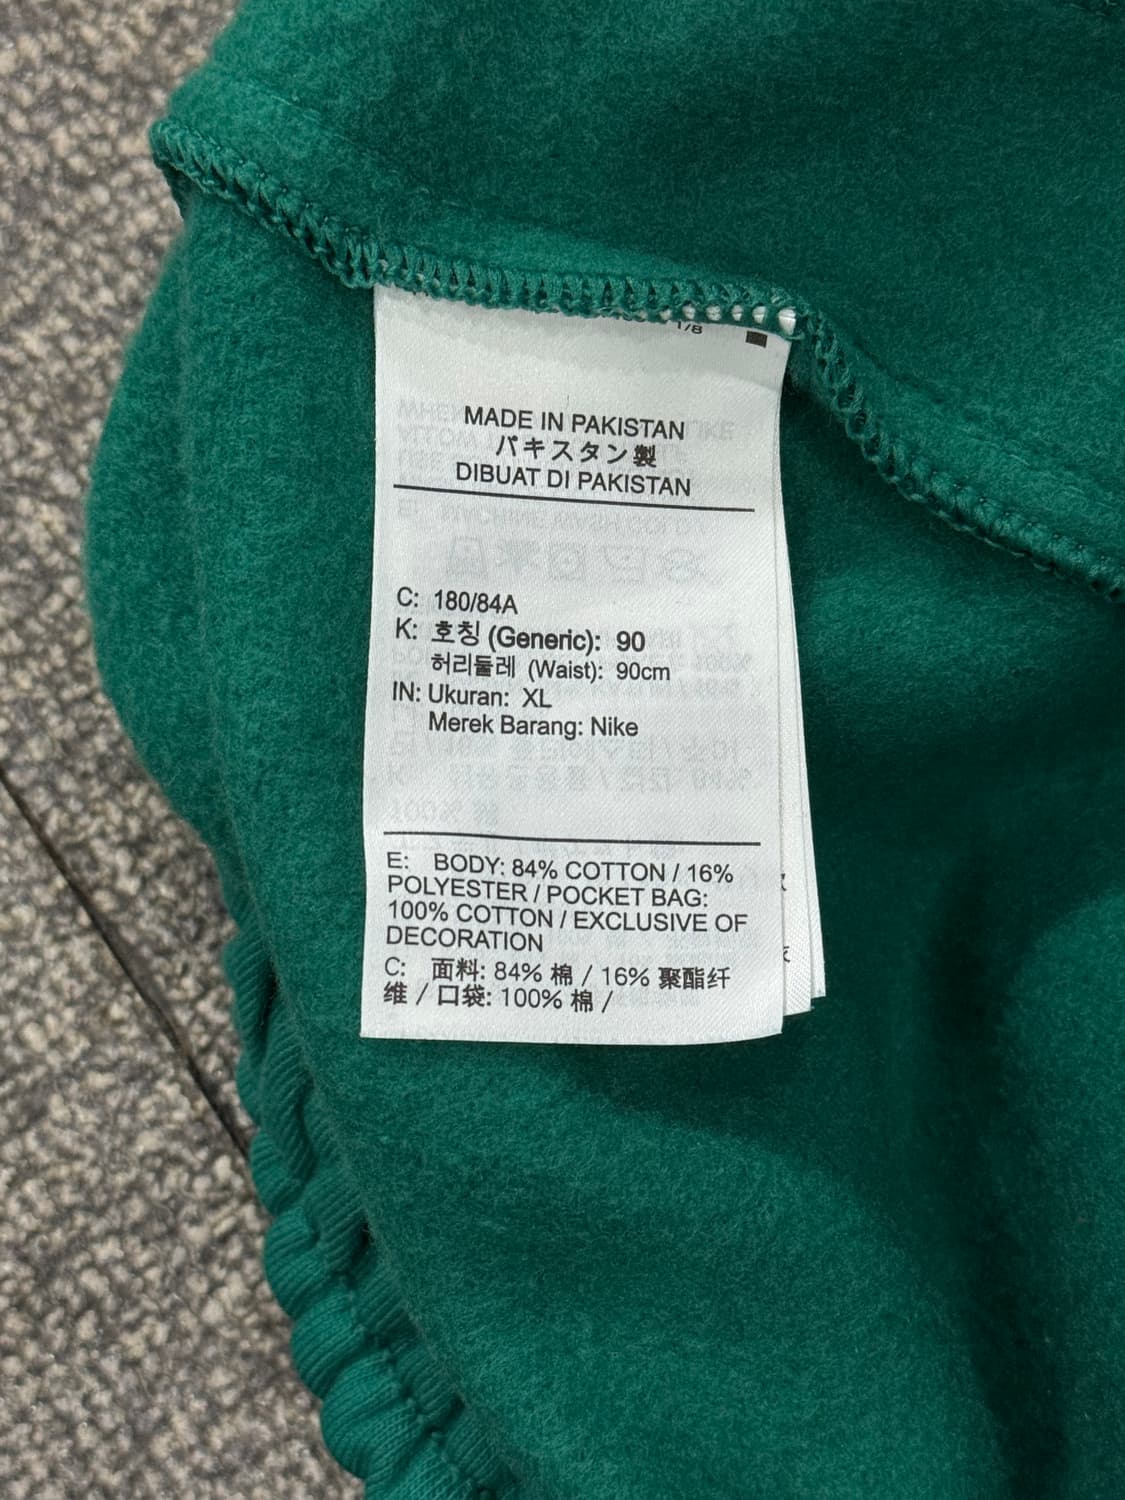 1/8
MADE IN PAKISTAN
パキスタン製
DIBUAT DI PAKISTAN
C: 180/84A
K: 호칭 (Generic): 90
허리둘레 (Waist): 90cm
IN: Ukuran: XL
Merek Barang: Nike
E: BODY: 84% COTTON / 16%
POLYESTER / POCKET BAG:
100% COTTON / EXCLUSIVE OF
DECORATION
C: 面料: 84% 棉 / 16% 聚酯纤
维 / 口袋: 100% 棉 /